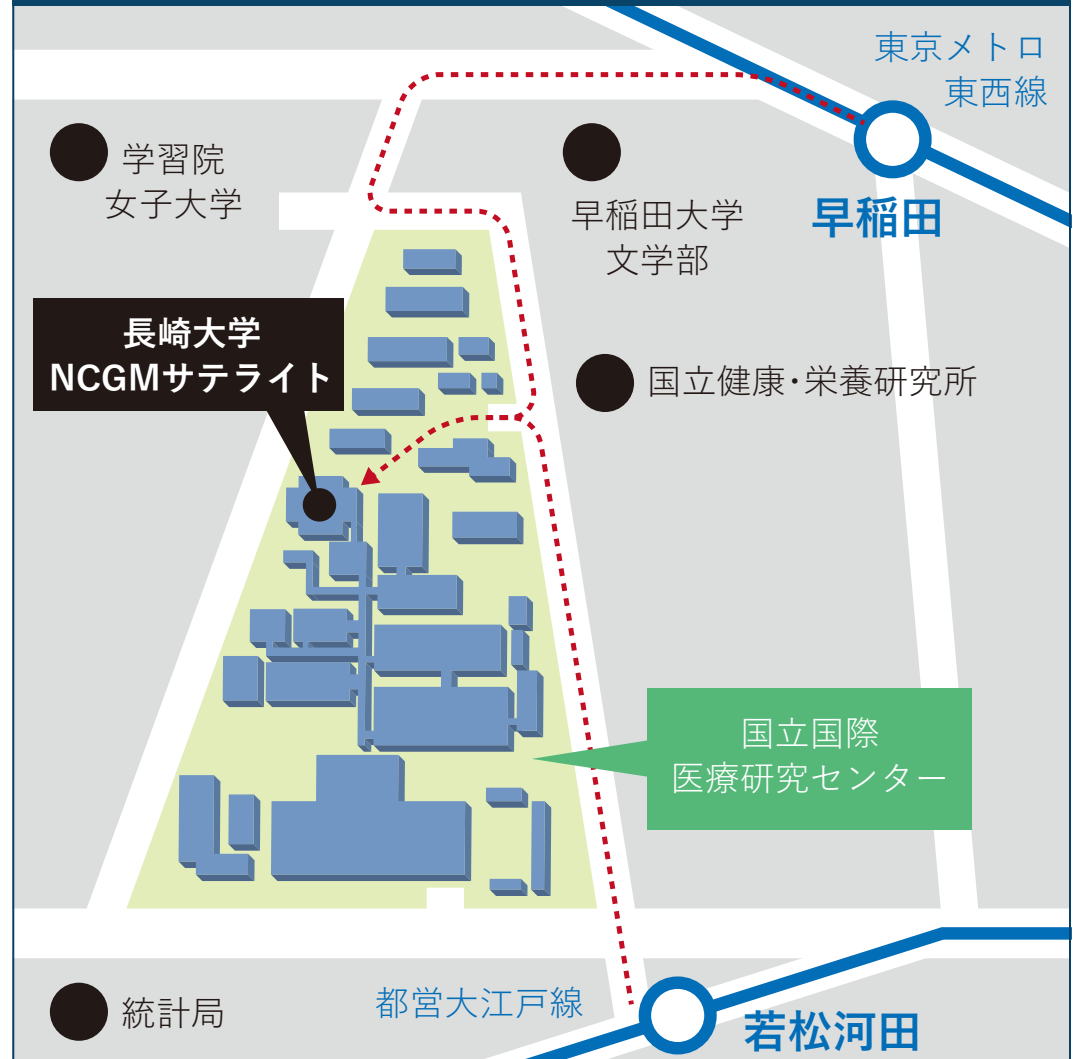 東京メトロ
東西線
早稲田
学習院
女子大学
早稲田大学
文学部
長崎大学
NCGMサテライト
国立健康・栄養研究所
国立国際
医療研究センター
統計局
都営大江戸線
若松河田